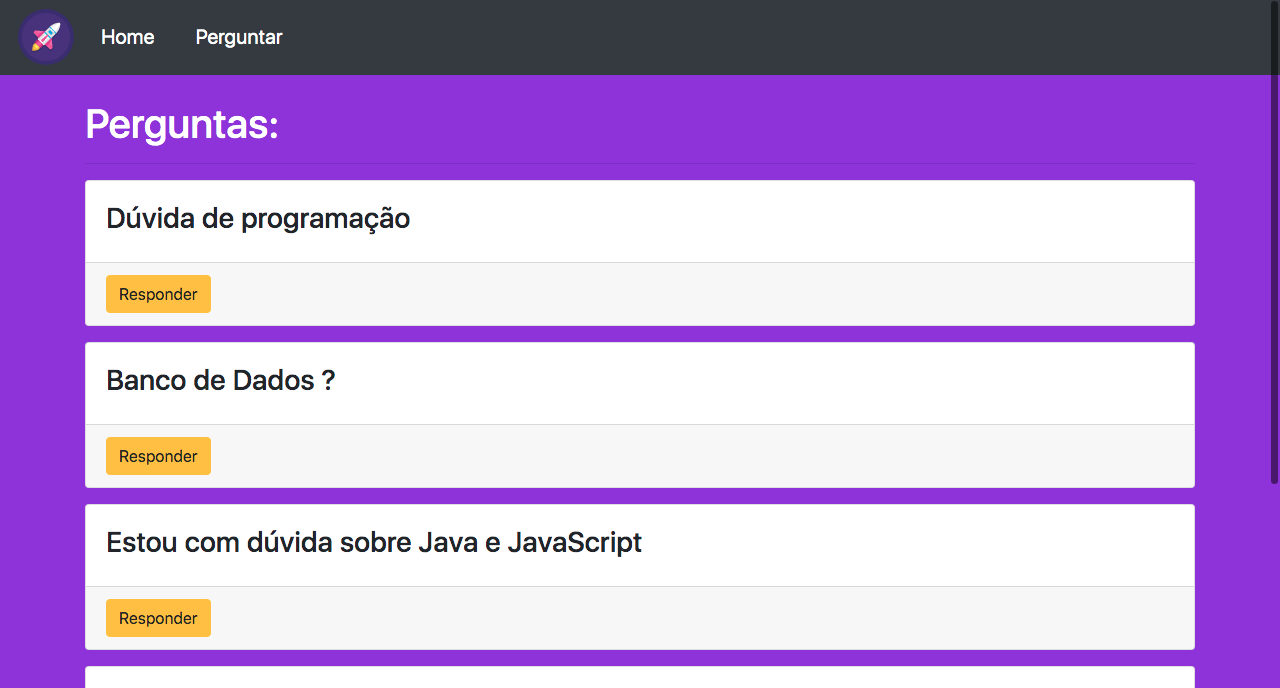 Home Perguntar
Perguntas:
Dúvida de programação
Responder
Banco de Dados ?
Responder
Estou com dúvida sobre Java e JavaScript
Responder